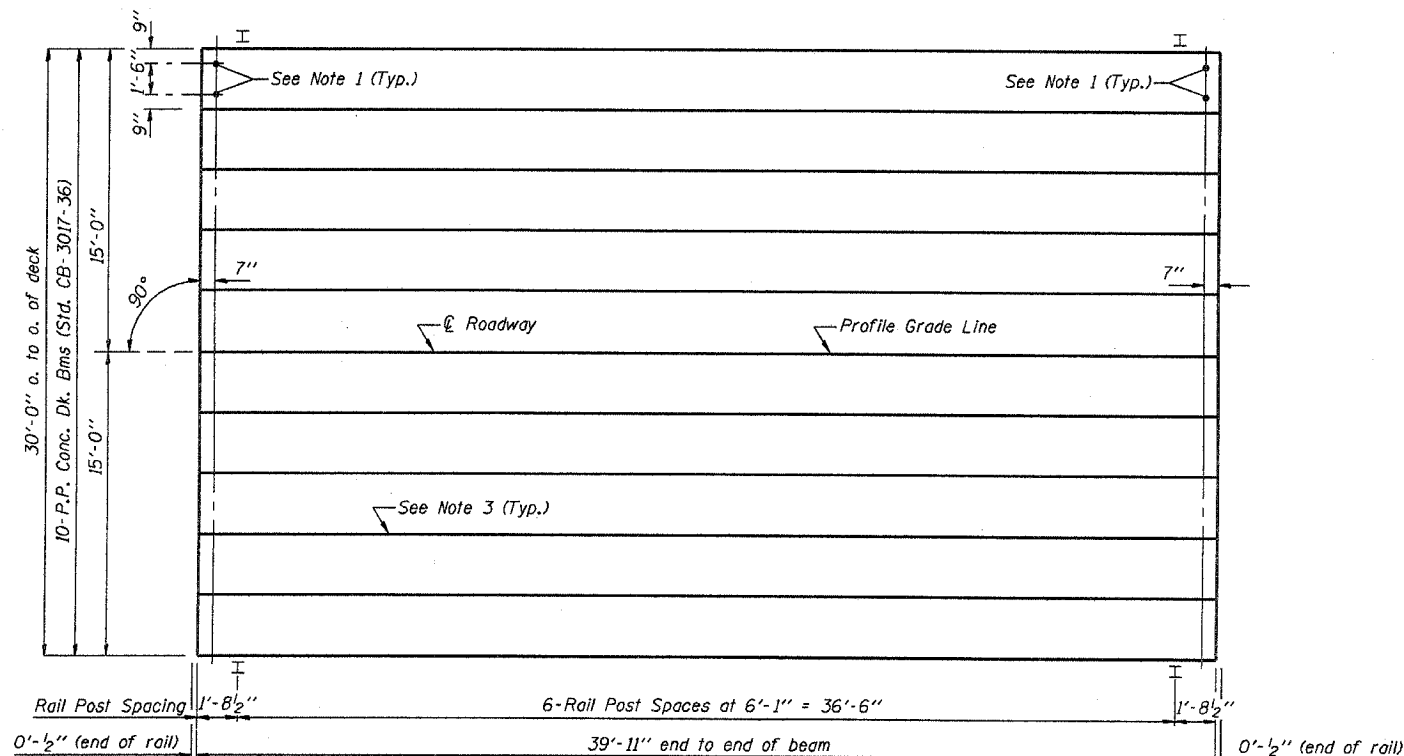 9"
1'-6"
9"
See Note 1 (Typ.)
See Note 1 (Typ.)
30'-0" o. to o. of deck
10-P.P. Conc. Dk. Bms (Std. CB-3017-36)
15'-0"
15'-0"
90°
7"
7"
℄ Roadway
Profile Grade Line
See Note 3 (Typ.)
Rail Post Spacing
1'-8½"
6-Rail Post Spaces at 6'-1" = 36'-6"
1'-8½"
0'-½" (end of rail)
39'-11" end to end of beam
0'-½" (end of rail)